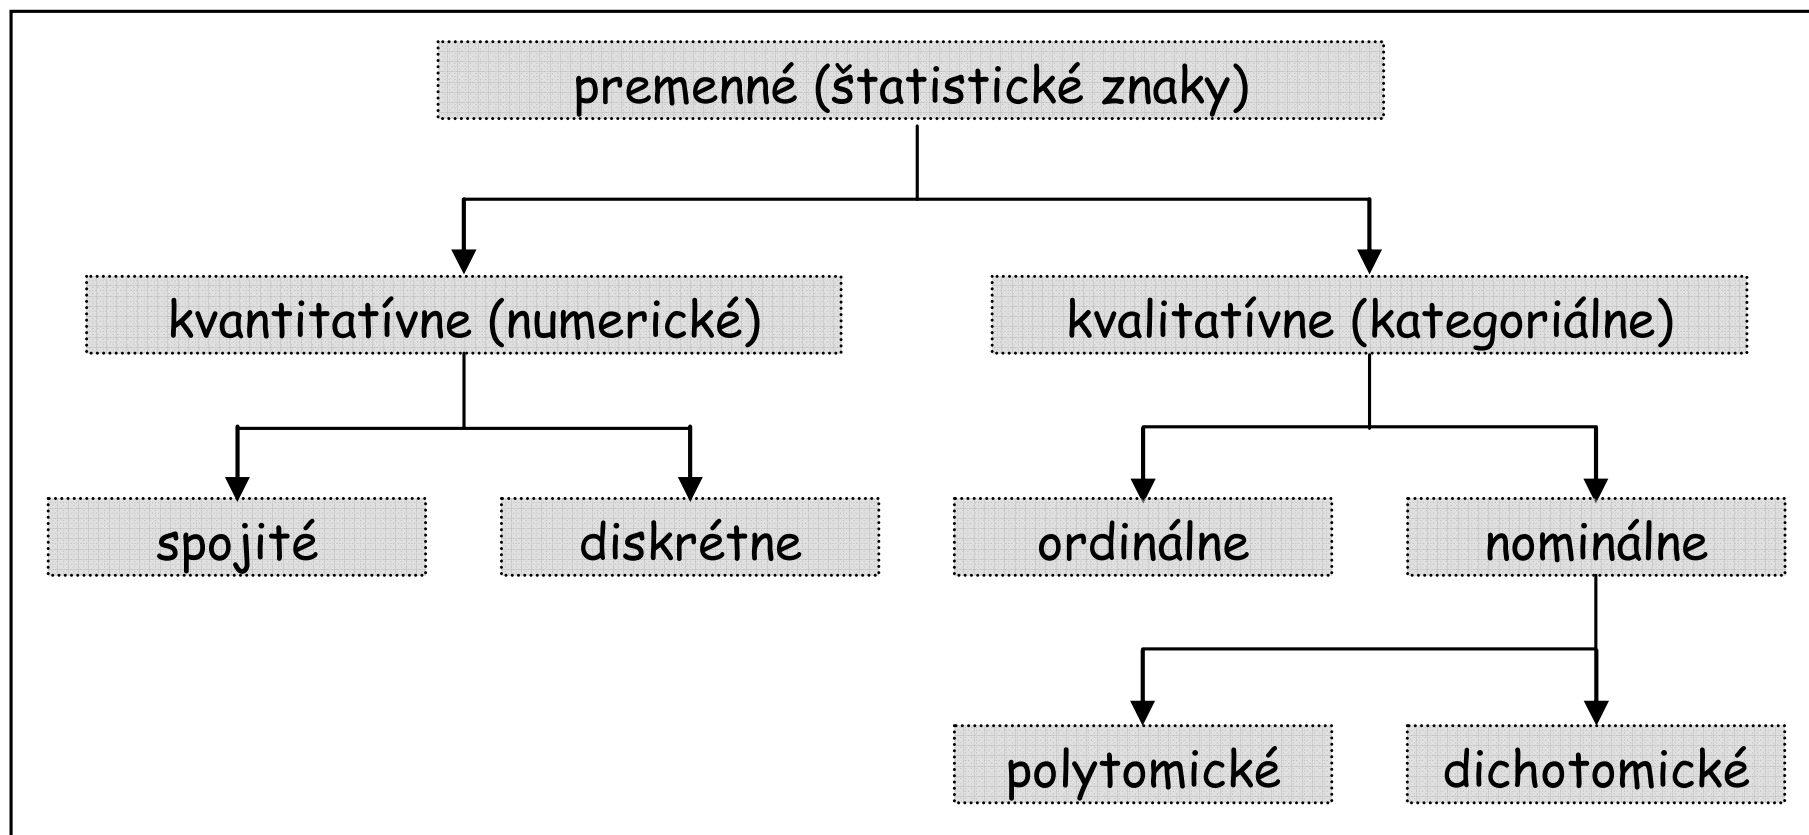 premenné (štatistické znaky)
kvantitatívne (numerické)
kvalitatívne (kategoriálne)
spojité
diskrétne
ordinálne
nominálne
polytomické
dichotomické